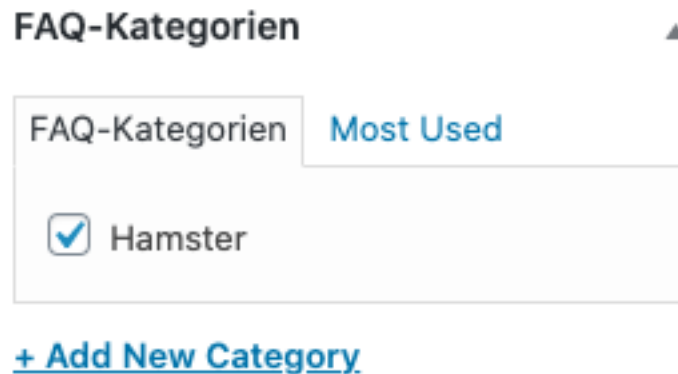 FAQ-Kategorien
FAQ-Kategorien Most Used
Hamster
+ Add New Category